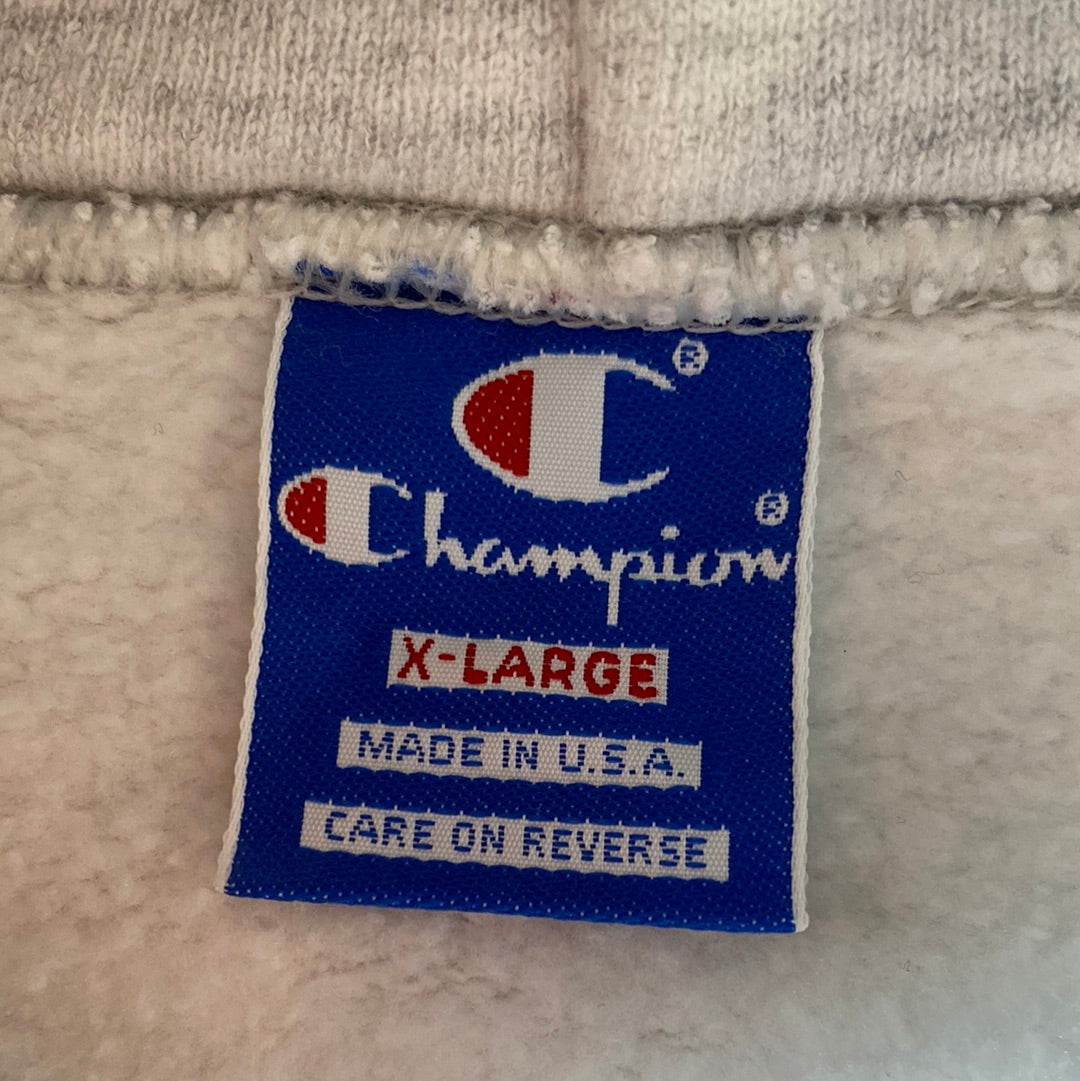 C®
Champion®
X-LARGE
MADE IN U.S.A.
CARE ON REVERSE